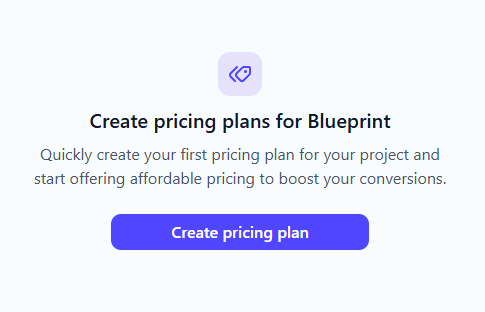 Create pricing plans for Blueprint
Quickly create your first pricing plan for your project and
start offering affordable pricing to boost your conversions.
Create pricing plan